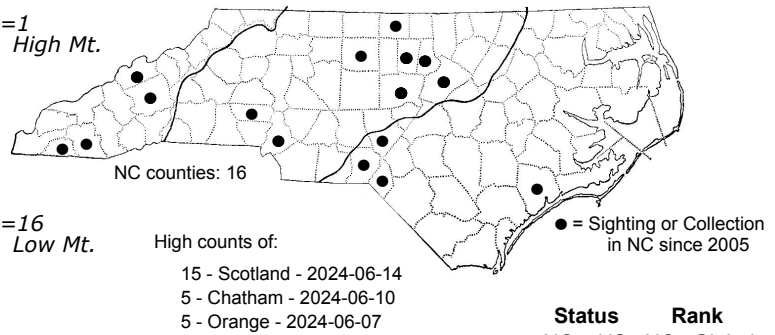 =1
High Mt.
NC counties: 16
=16
Low Mt.
High counts of:
15 - Scotland - 2024-06-14
5 - Chatham - 2024-06-10
5 - Orange - 2024-06-07
● = Sighting or Collection
in NC since 2005
Status Rank